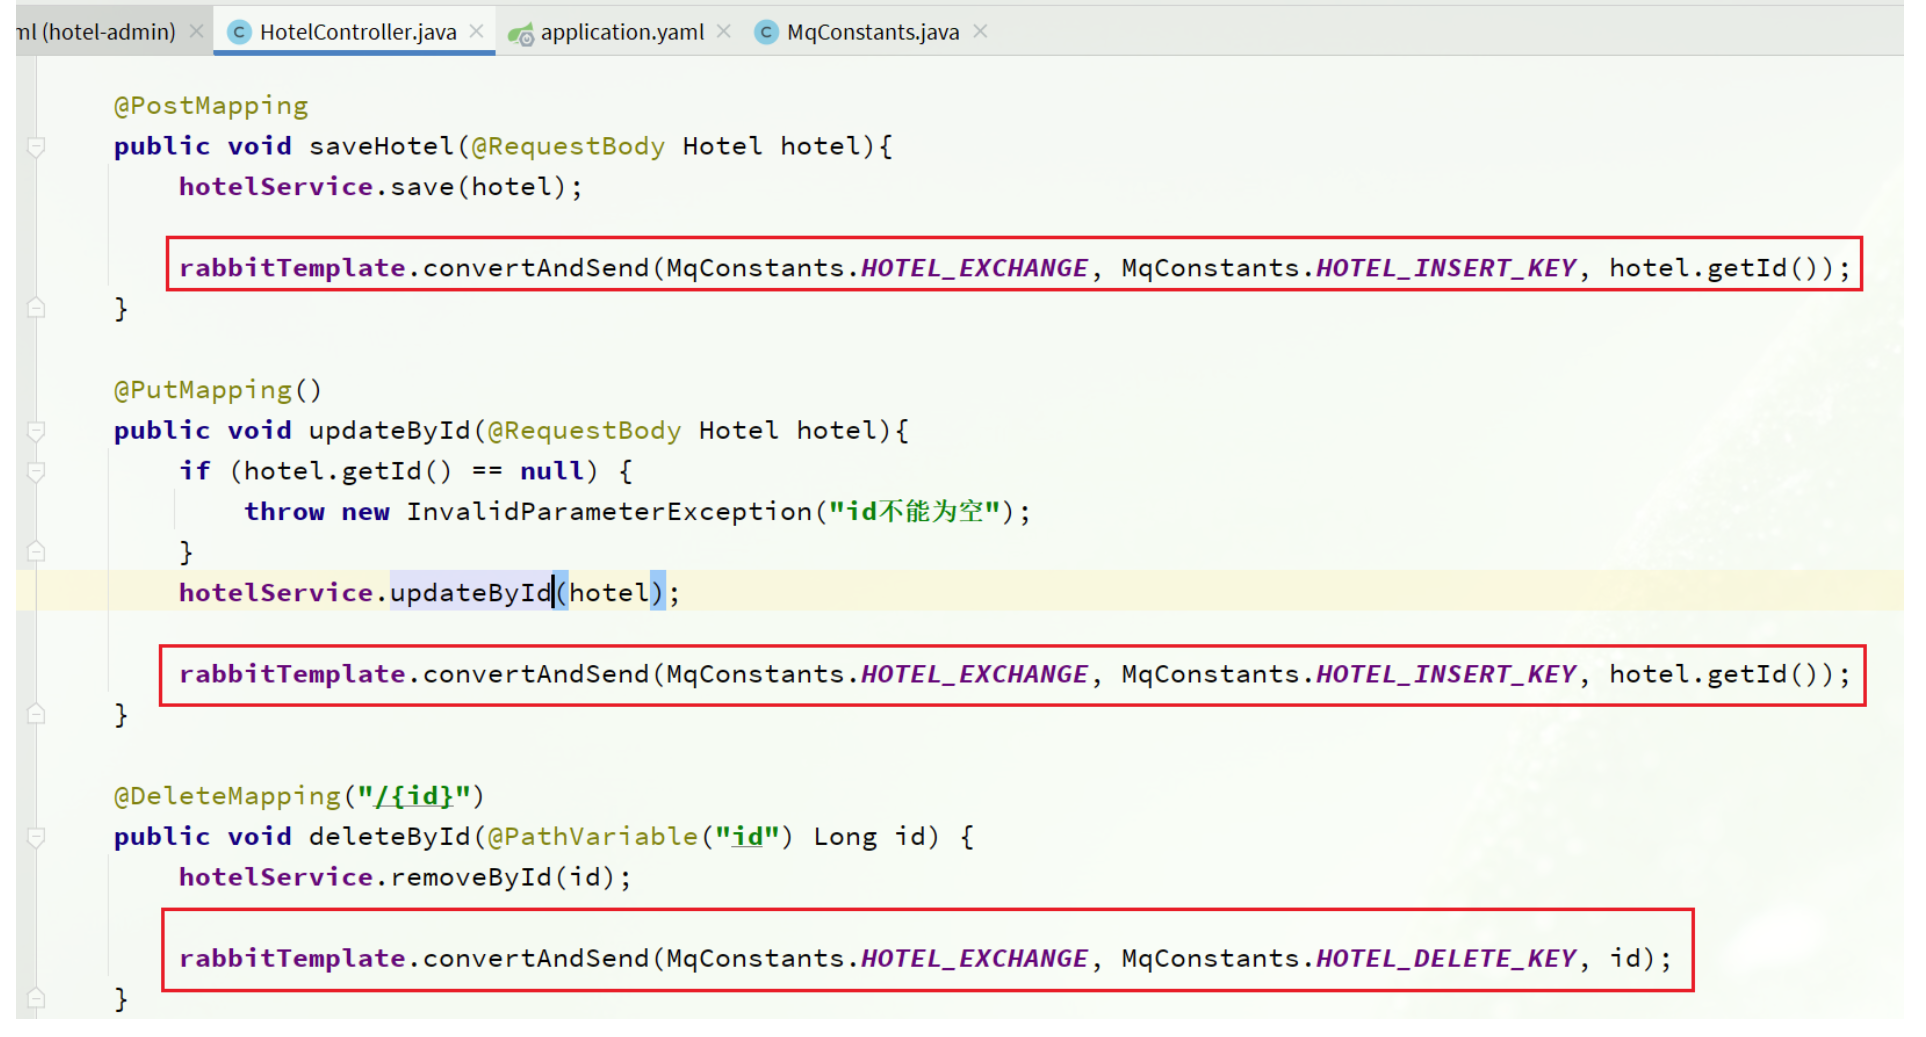 ml (hotel-admin) HotelController.java application.yaml MqConstants.java
@PostMapping
public void saveHotel(@RequestBody Hotel hotel){
hotelService.save(hotel);
rabbitTemplate.convertAndSend(MqConstants.HOTEL_EXCHANGE, MqConstants.HOTEL_INSERT_KEY, hotel.getId());
}
@PutMapping()
public void updateById(@RequestBody Hotel hotel){
if (hotel.getId() == null) {
throw new InvalidParameterException("id不能为空");
}
hotelService.updateById(hotel);
rabbitTemplate.convertAndSend(MqConstants.HOTEL_EXCHANGE, MqConstants.HOTEL_INSERT_KEY, hotel.getId());
}
@DeleteMapping("/{id}")
public void deleteById(@PathVariable("id") Long id) {
hotelService.removeById(id);
rabbitTemplate.convertAndSend(MqConstants.HOTEL_EXCHANGE, MqConstants.HOTEL_DELETE_KEY, id);
}